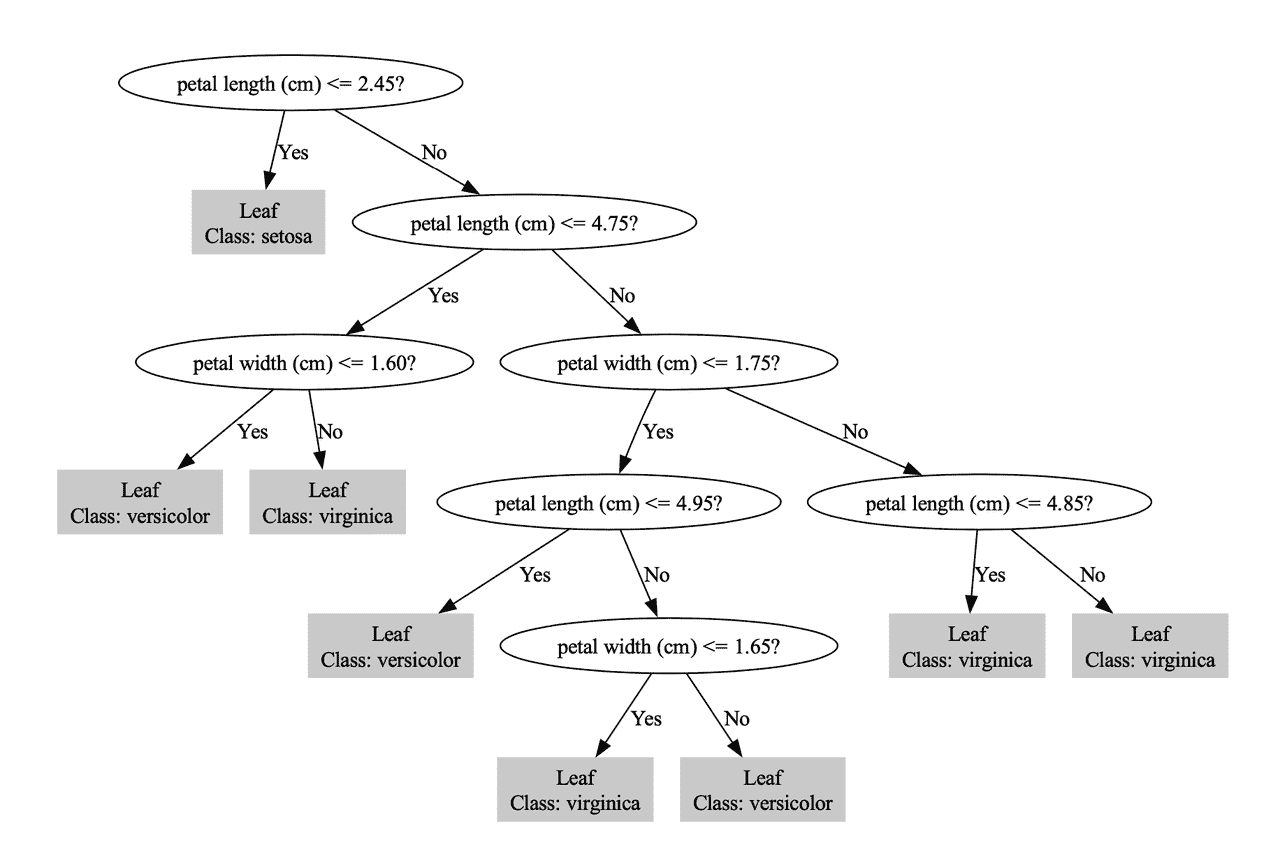 petal length (cm) <= 2.45?
Yes
No
Leaf
Class: setosa
petal length (cm) <= 4.75?
Yes
No
petal width (cm) <= 1.60?
petal width (cm) <= 1.75?
Yes
No
Yes
No
Leaf
Class: versicolor
Leaf
Class: virginica
petal length (cm) <= 4.95?
petal length (cm) <= 4.85?
Yes
No
Yes
No
Leaf
Class: versicolor
petal width (cm) <= 1.65?
Leaf
Class: virginica
Leaf
Class: virginica
Yes
No
Leaf
Class: virginica
Leaf
Class: versicolor